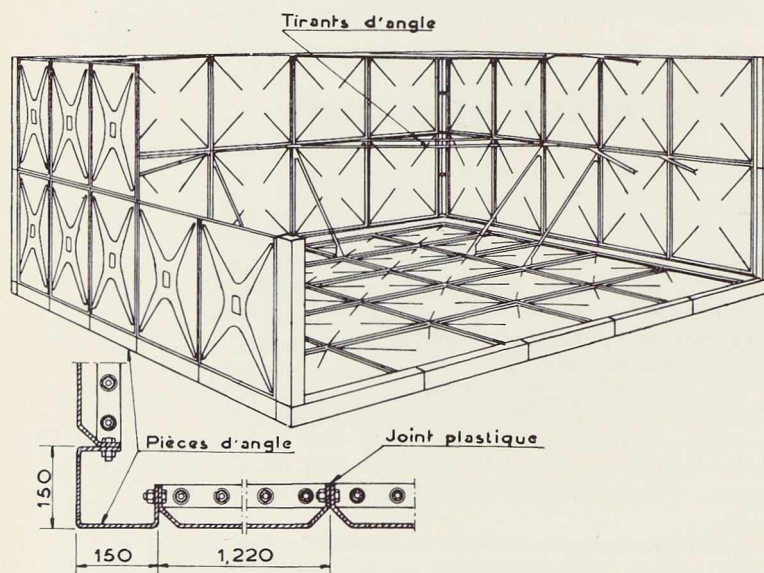 Tirants d'angle
Pièces d'angle
Joint plastique
150
150
1,220